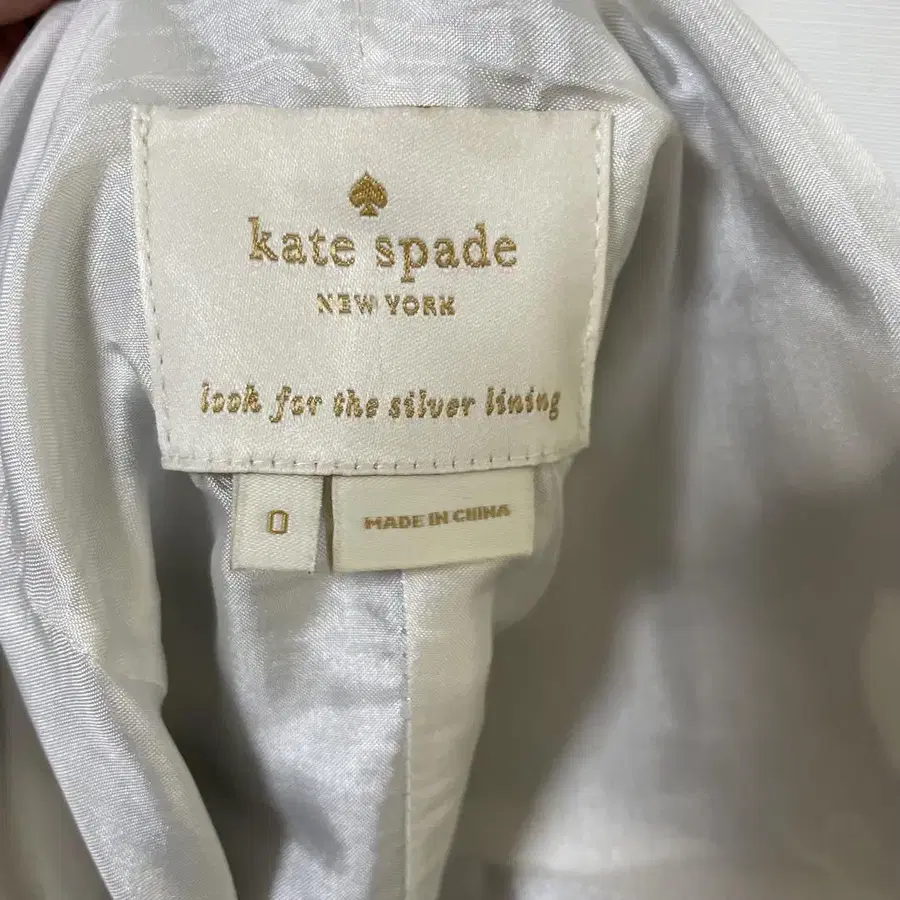 kate spade
NEW YORK
look for the silver lining
0
MADE IN CHINA